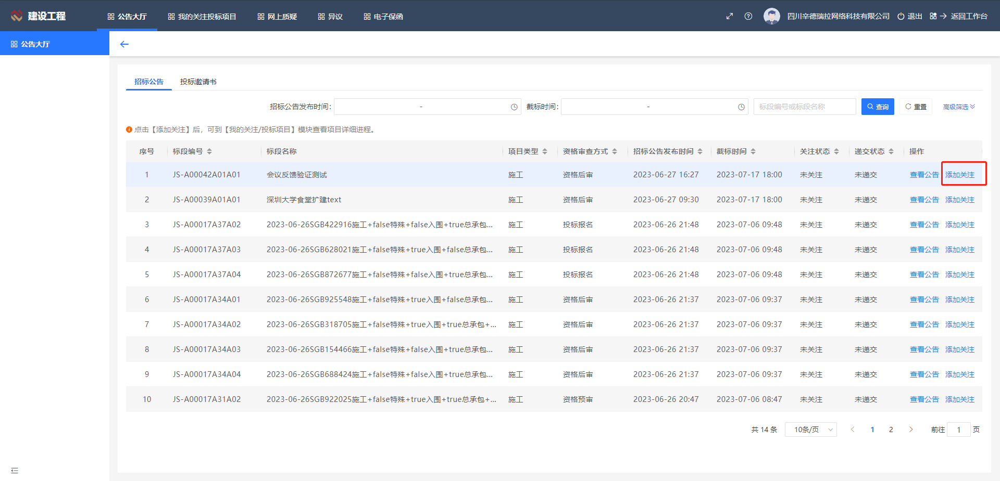 建设工程 公告大厅 我的关注投标项目 网上质疑 异议 电子保函 四川辛德瑞拉网络科技有限公司 退出 返回工作台
公告大厅
招标公告 投标邀请书
招标公告发布时间: - 截标时间: - 标段编号或标段名称 查询 重置 高级筛选
点击【添加关注】后，可到【我的关注/投标项目】模块查看项目详细进程。
序号 标段编号 标段名称 项目类型 资格审查方式 招标公告发布时间 截标时间 关注状态 递交状态 操作
1 JS-A00042A01A01 会议反馈验证测试 施工 资格后审 2023-06-27 16:27 2023-07-17 18:00 未关注 未递交 查看公告 添加关注
2 JS-A00039A01A01 深圳大学食堂扩建text 施工 资格后审 2023-06-27 09:30 2023-07-17 18:00 未关注 未递交 查看公告 添加关注
3 JS-A00017A37A02 2023-06-26SGB422916施工+false特殊+false入围+true总承包... 施工 投标报名 2023-06-26 21:48 2023-07-06 09:48 未关注 未递交 查看公告 添加关注
4 JS-A00017A37A03 2023-06-26SGB628021施工+false特殊+true入围+false总承包... 施工 投标报名 2023-06-26 21:48 2023-07-06 09:48 未关注 未递交 查看公告 添加关注
5 JS-A00017A37A04 2023-06-26SGB872677施工+false特殊+false入围+true总承包... 施工 投标报名 2023-06-26 21:48 2023-07-06 09:48 未关注 未递交 查看公告 添加关注
6 JS-A00017A34A01 2023-06-26SGB925548施工+false特殊+true入围+false总承包... 施工 资格后审 2023-06-26 21:37 2023-07-06 09:37 未关注 未递交 查看公告 添加关注
7 JS-A00017A34A02 2023-06-26SGB318705施工+false特殊+true入围+true总承包+... 施工 资格后审 2023-06-26 21:37 2023-07-06 09:37 未关注 未递交 查看公告 添加关注
8 JS-A00017A34A03 2023-06-26SGB154466施工+false特殊+false入围+true总承包... 施工 资格后审 2023-06-26 21:37 2023-07-06 09:37 未关注 未递交 查看公告 添加关注
9 JS-A00017A34A04 2023-06-26SGB688424施工+false特殊+false入围+true总承包... 施工 资格后审 2023-06-26 21:37 2023-07-06 09:37 未关注 未递交 查看公告 添加关注
10 JS-A00017A31A02 2023-06-26SGB922025施工+false特殊+true入围+true总承包+... 施工 资格预审 2023-06-26 20:47 2023-07-06 08:47 未关注 未递交 查看公告 添加关注
共 14 条 10条/页 1 2 前往 1 页